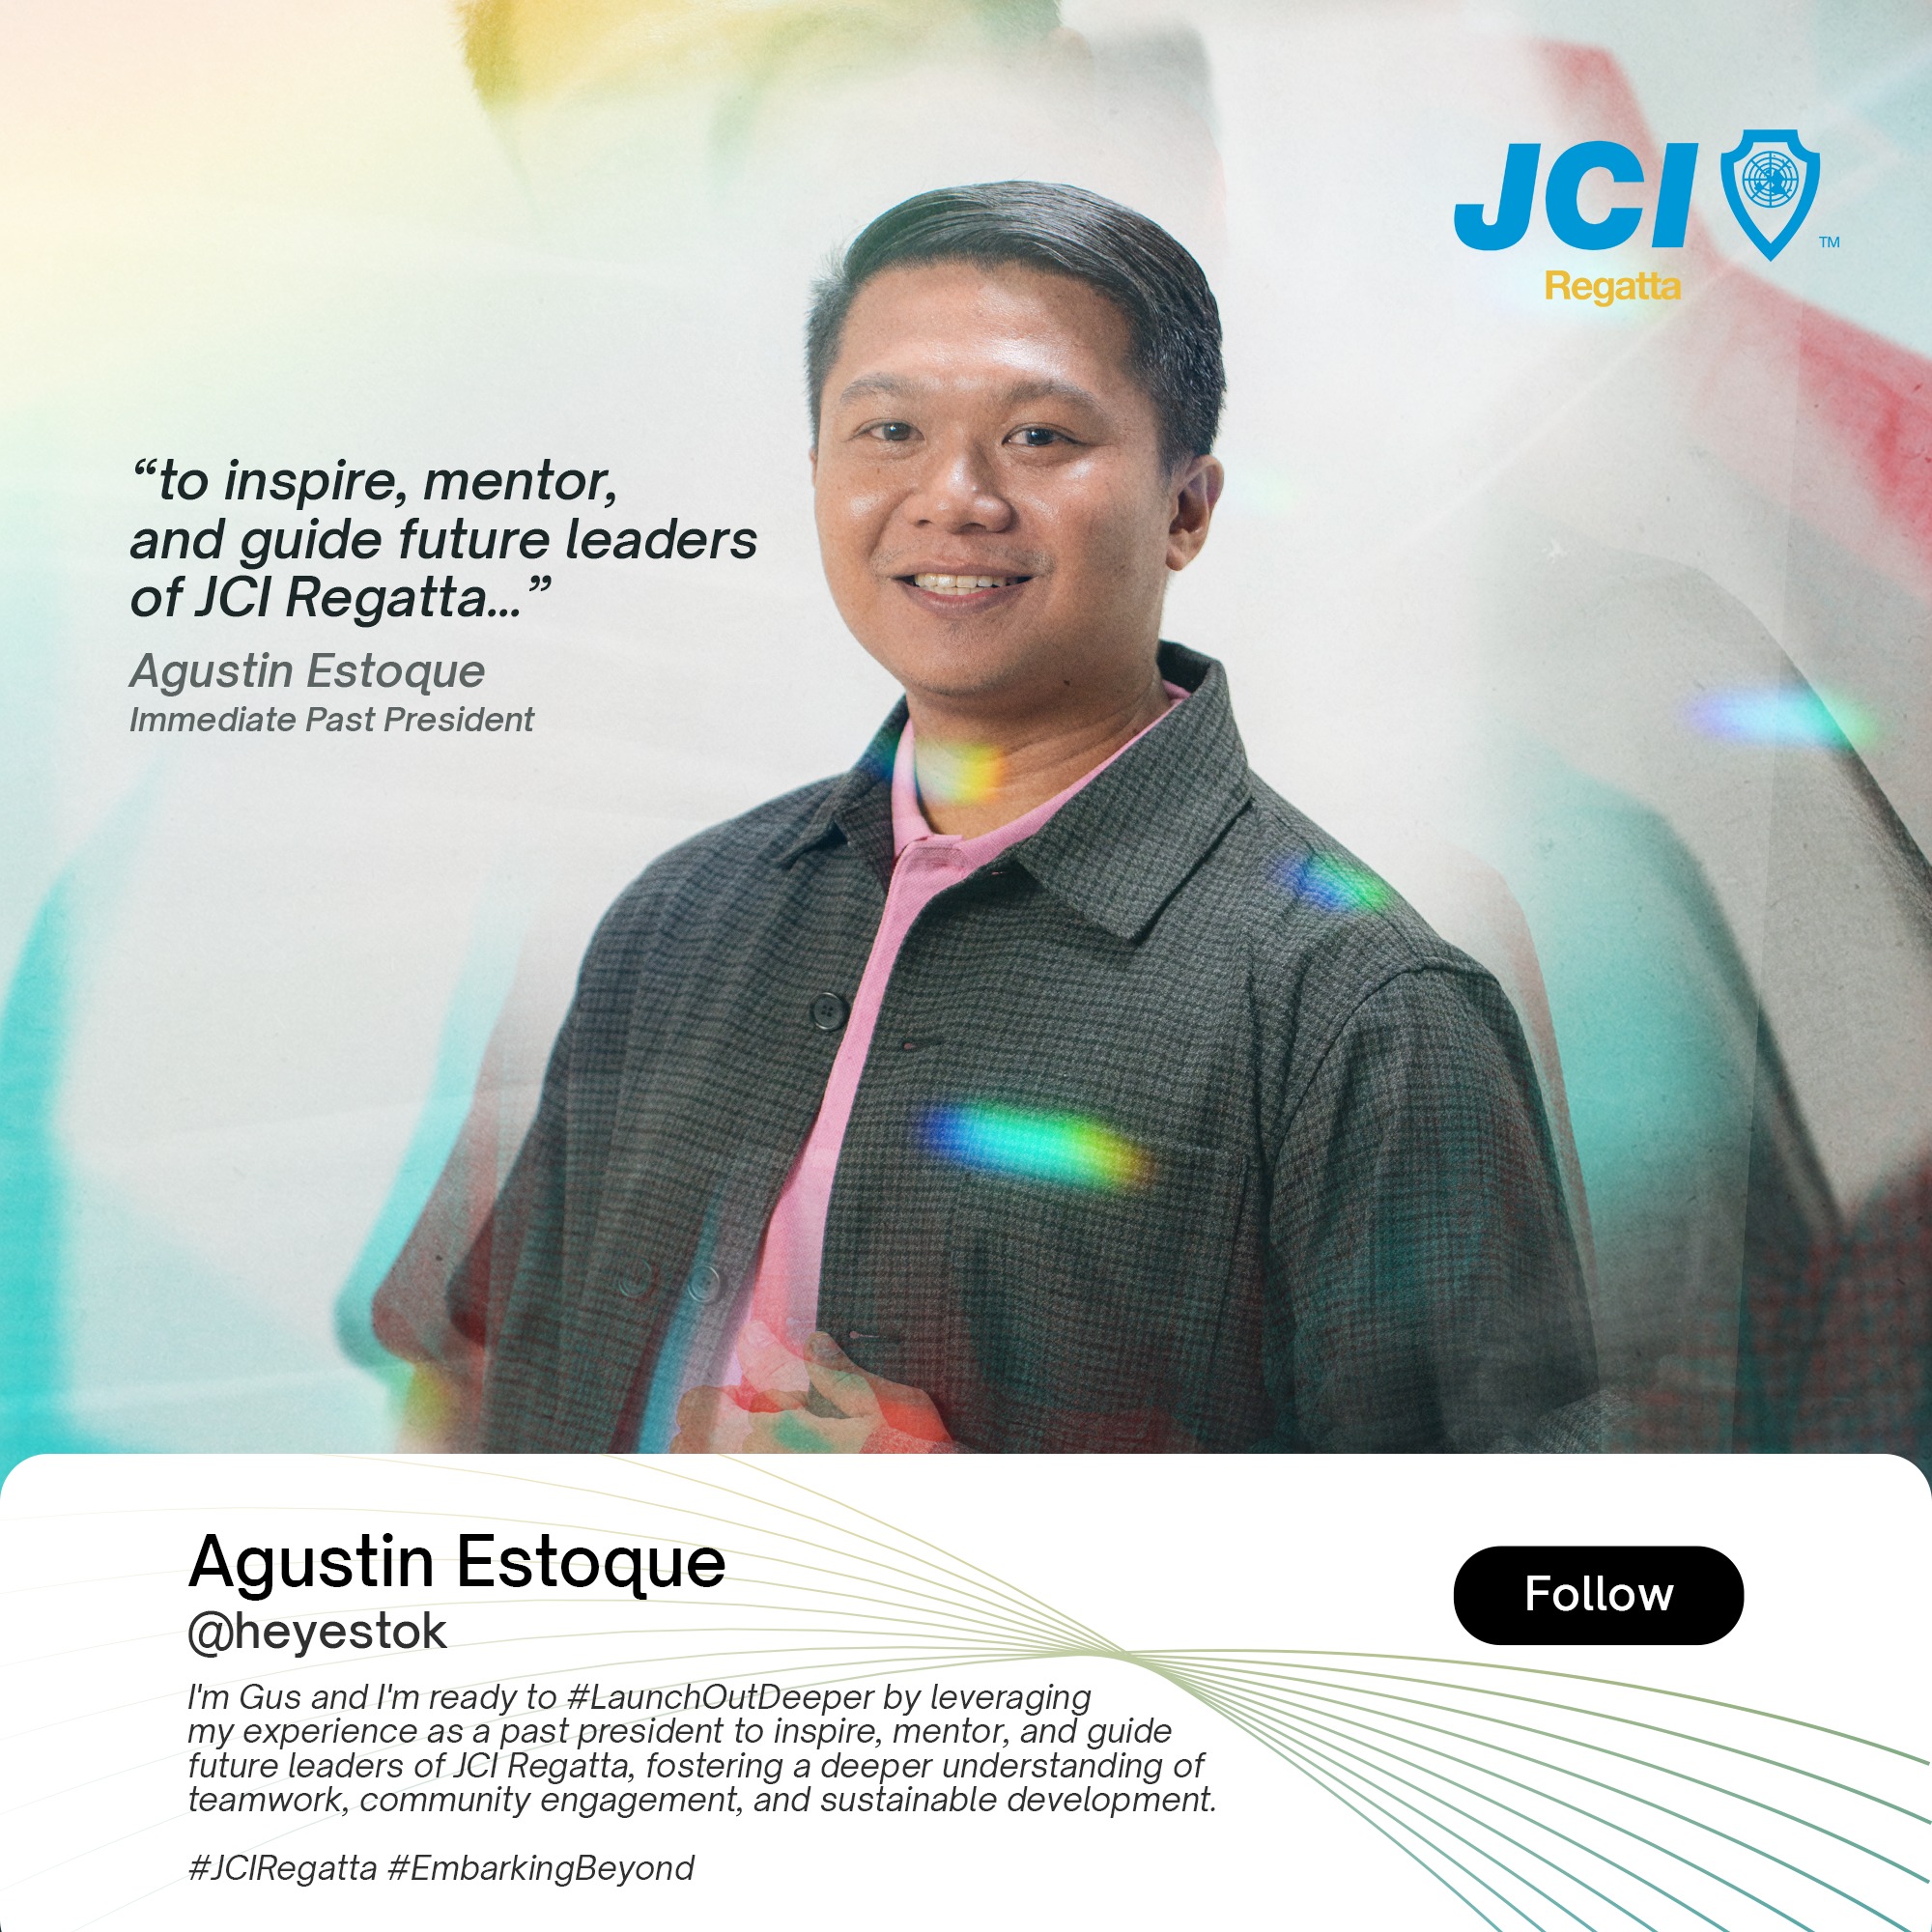 JCI
TM
Regatta
“to inspire, mentor,
and guide future leaders
of JCI Regatta...”
Agustin Estoque
Immediate Past President
Agustin Estoque
@heyestok
Follow
I'm Gus and I'm ready to #LaunchOutDeeper by leveraging
my experience as a past president to inspire, mentor, and guide
future leaders of JCI Regatta, fostering a deeper understanding of
teamwork, community engagement, and sustainable development.
#JCIRegatta #EmbarkingBeyond